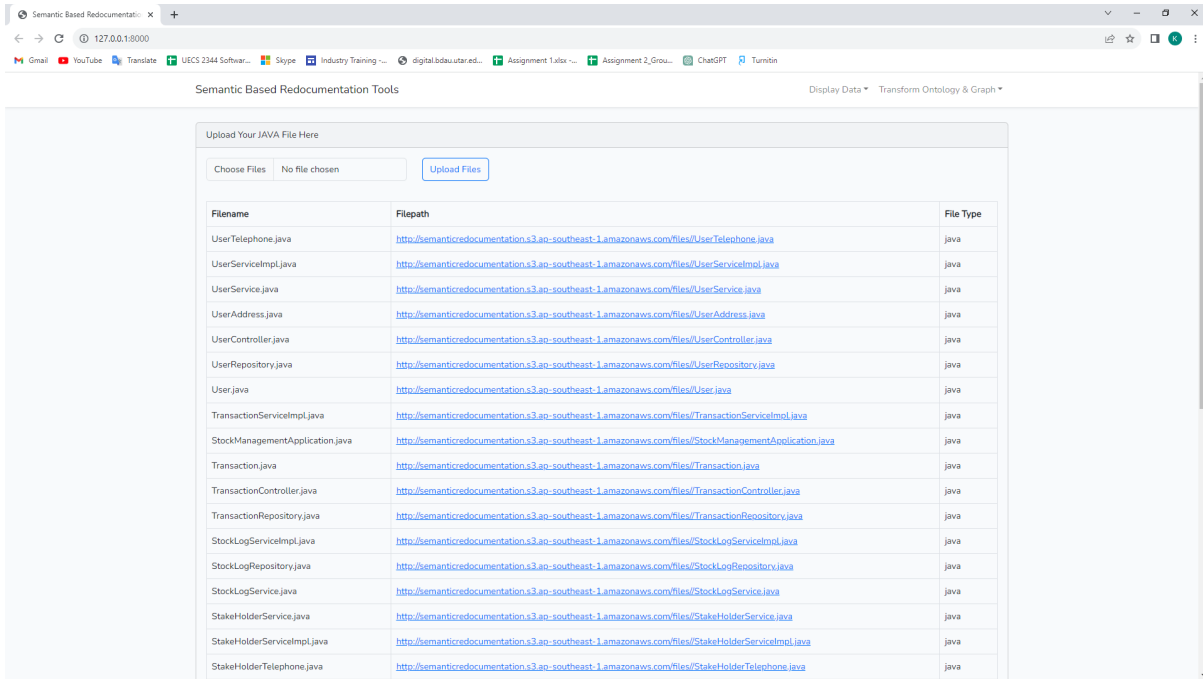 Semantic Based Redocumentatio
127.0.0.1:8000
Gmail YouTube Translate UECS 2344 Softwar... Skype Industry Training -... digital.bdau.utar.ed... Assignment 1.xlsx -... Assignment 2_Grou... ChatGPT Turnitin
Semantic Based Redocumentation Tools Display Data Transform Ontology & Graph
Upload Your JAVA File Here
Choose Files No file chosen Upload Files
Filename Filepath File Type
UserTelephone.java http://semanticredocumentation.s3.ap-southeast-1.amazonaws.com/files//UserTelephone.java java
UserServiceImpl.java http://semanticredocumentation.s3.ap-southeast-1.amazonaws.com/files//UserServiceImpl.java java
UserService.java http://semanticredocumentation.s3.ap-southeast-1.amazonaws.com/files//UserService.java java
UserAddress.java http://semanticredocumentation.s3.ap-southeast-1.amazonaws.com/files//UserAddress.java java
UserController.java http://semanticredocumentation.s3.ap-southeast-1.amazonaws.com/files//UserController.java java
UserRepository.java http://semanticredocumentation.s3.ap-southeast-1.amazonaws.com/files//UserRepository.java java
User.java http://semanticredocumentation.s3.ap-southeast-1.amazonaws.com/files//User.java java
TransactionServiceImpl.java http://semanticredocumentation.s3.ap-southeast-1.amazonaws.com/files//TransactionServiceImpl.java java
StockManagementApplication.java http://semanticredocumentation.s3.ap-southeast-1.amazonaws.com/files//StockManagementApplication.java java
Transaction.java http://semanticredocumentation.s3.ap-southeast-1.amazonaws.com/files//Transaction.java java
TransactionController.java http://semanticredocumentation.s3.ap-southeast-1.amazonaws.com/files//TransactionController.java java
TransactionRepository.java http://semanticredocumentation.s3.ap-southeast-1.amazonaws.com/files//TransactionRepository.java java
StockLogServiceImpl.java http://semanticredocumentation.s3.ap-southeast-1.amazonaws.com/files//StockLogServiceImpl.java java
StockLogRepository.java http://semanticredocumentation.s3.ap-southeast-1.amazonaws.com/files//StockLogRepository.java java
StockLogService.java http://semanticredocumentation.s3.ap-southeast-1.amazonaws.com/files//StockLogService.java java
StakeHolderService.java http://semanticredocumentation.s3.ap-southeast-1.amazonaws.com/files//StakeHolderService.java java
StakeHolderServiceImpl.java http://semanticredocumentation.s3.ap-southeast-1.amazonaws.com/files//StakeHolderServiceImpl.java java
StakeHolderTelephone.java http://semanticredocumentation.s3.ap-southeast-1.amazonaws.com/files//StakeHolderTelephone.java java